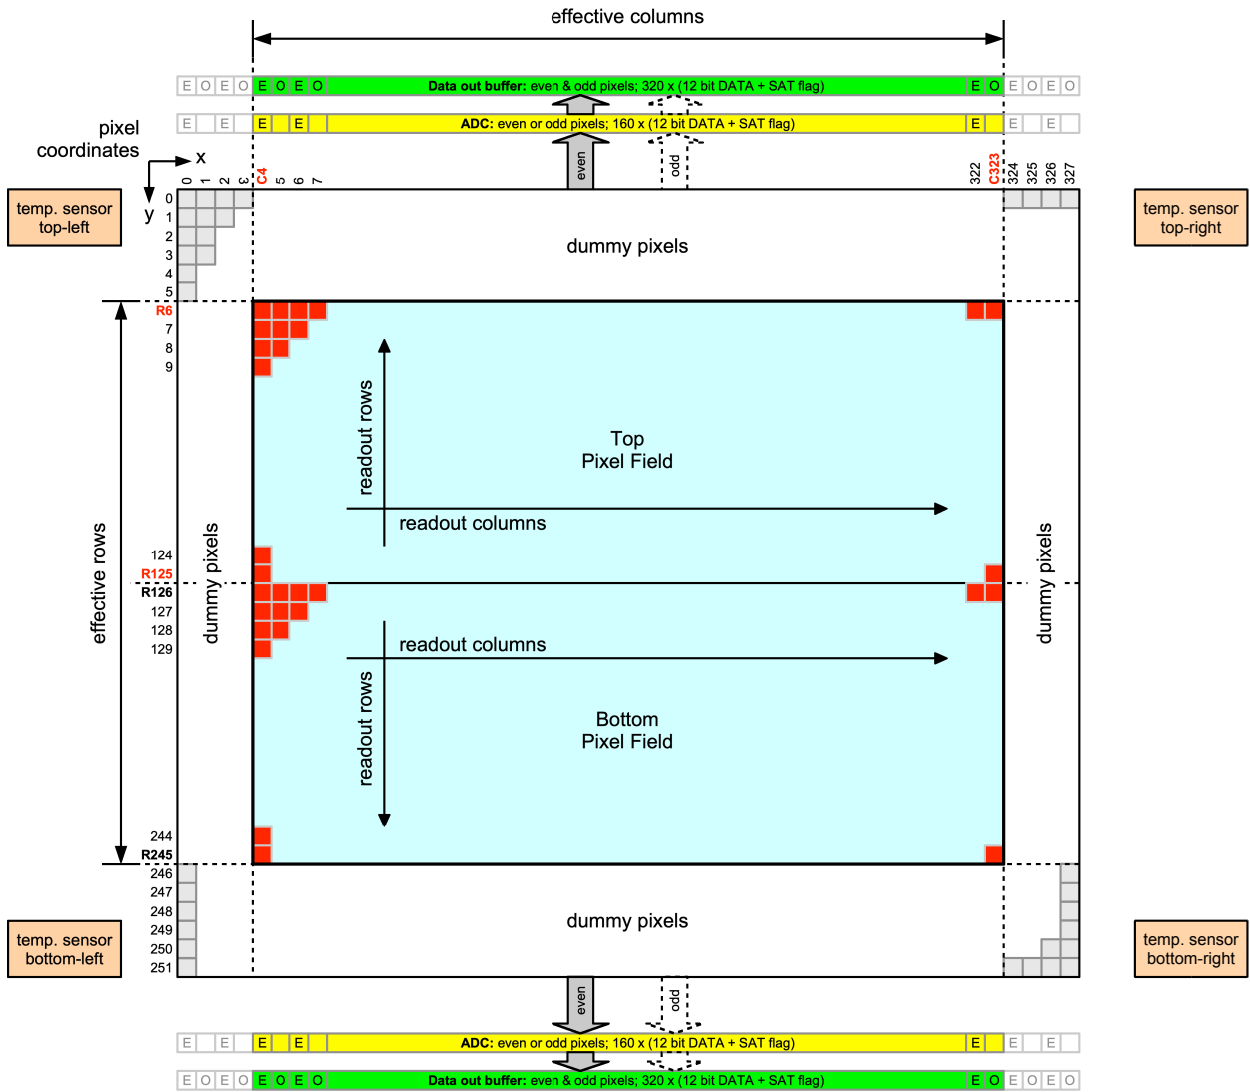 effective columns
E O E O E O E O Data out buffer: even & odd pixels; 320 x (12 bit DATA + SAT flag) E O E O E O
E E E E ADC: even or odd pixels; 160 x (12 bit DATA + SAT flag) E E E
pixel
coordinates
x
y
even
odd
0 1 2 3 C4 5 6 7 322 C323 324 325 326 327
temp. sensor
top-left
temp. sensor
top-right
0
1
2
3
4
5
dummy pixels
R6
7
8
9
readout rows
Top
Pixel Field
readout columns
effective rows
dummy pixels
dummy pixels
124
R125
R126
127
128
129
readout columns
readout rows
Bottom
Pixel Field
244
R245
246
247
248
249
250
251
dummy pixels
temp. sensor
bottom-left
temp. sensor
bottom-right
even
odd
E E E E ADC: even or odd pixels; 160 x (12 bit DATA + SAT flag) E E E
E O E O E O E O Data out buffer: even & odd pixels; 320 x (12 bit DATA + SAT flag) E O E O E O